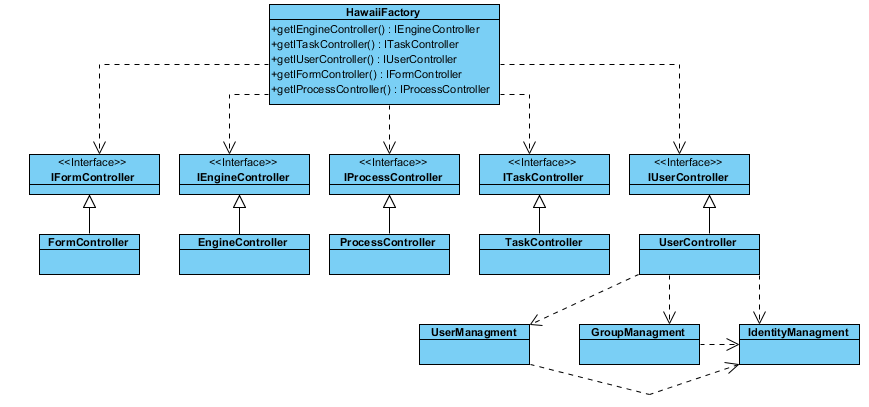 HawaiiFactory
+getIEngineController() : IEngineController
+getITaskController() : ITaskController
+getIUserController() : IUserController
+getIFormController() : IFormController
+getIProcessController() : IProcessController
<<Interface>> <<Interface>> <<Interface>> <<Interface>> <<Interface>>
IFormController IEngineController IProcessController ITaskController IUserController
FormController EngineController ProcessController TaskController UserController
UserManagment GroupManagment IdentityManagment